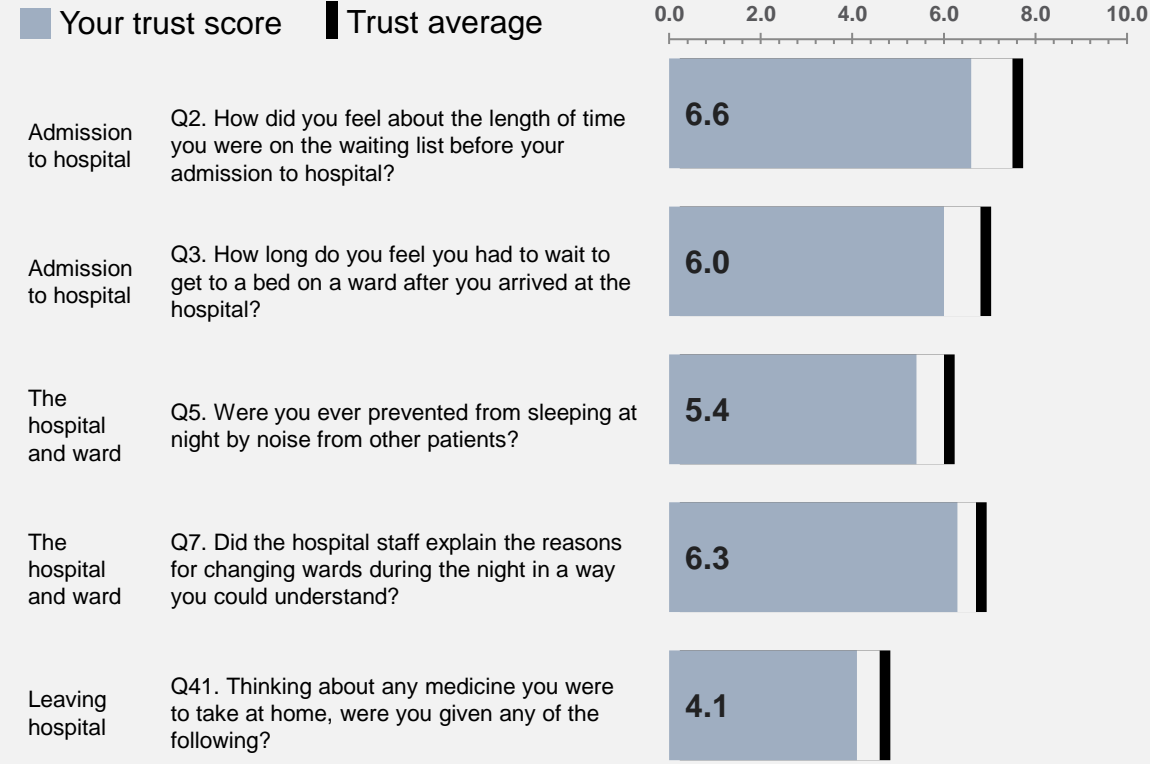 Your trust score
Trust average
0.0 2.0 4.0 6.0 8.0 10.0
Admission
to hospital
Q2. How did you feel about the length of time
you were on the waiting list before your
admission to hospital?
6.6
Admission
to hospital
Q3. How long do you feel you had to wait to
get to a bed on a ward after you arrived at the
hospital?
6.0
The
hospital
and ward
Q5. Were you ever prevented from sleeping at
night by noise from other patients?
5.4
The
hospital
and ward
Q7. Did the hospital staff explain the reasons
for changing wards during the night in a way
you could understand?
6.3
Leaving
hospital
Q41. Thinking about any medicine you were
to take at home, were you given any of the
following?
4.1